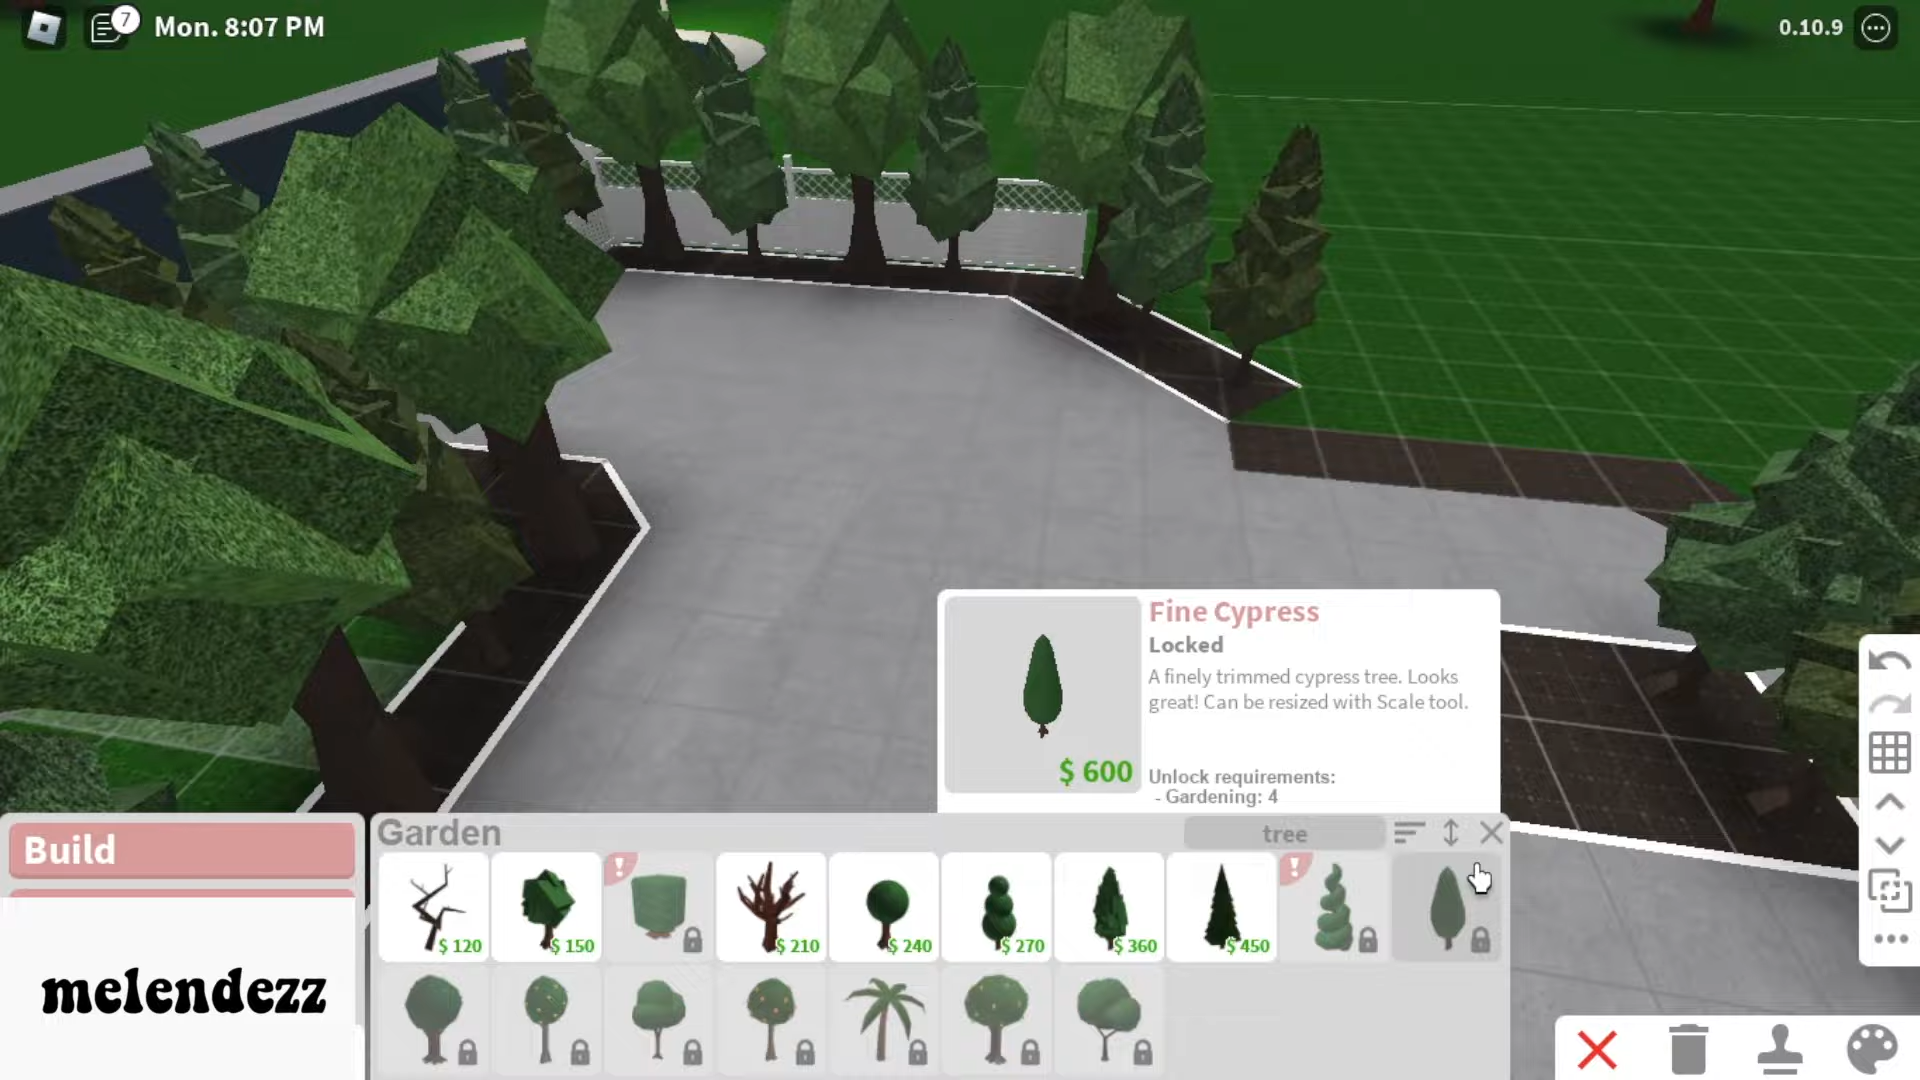 7 Mon. 8:07 PM
0.10.9
Fine Cypress
Locked
A finely trimmed cypress tree. Looks
great! Can be resized with Scale tool.
$ 600
Unlock requirements:
- Gardening: 4
Build
Garden
tree
!
!
$ 120
$ 150
$ 210
$ 240
$ 270
$ 360
$ 450
melendezz